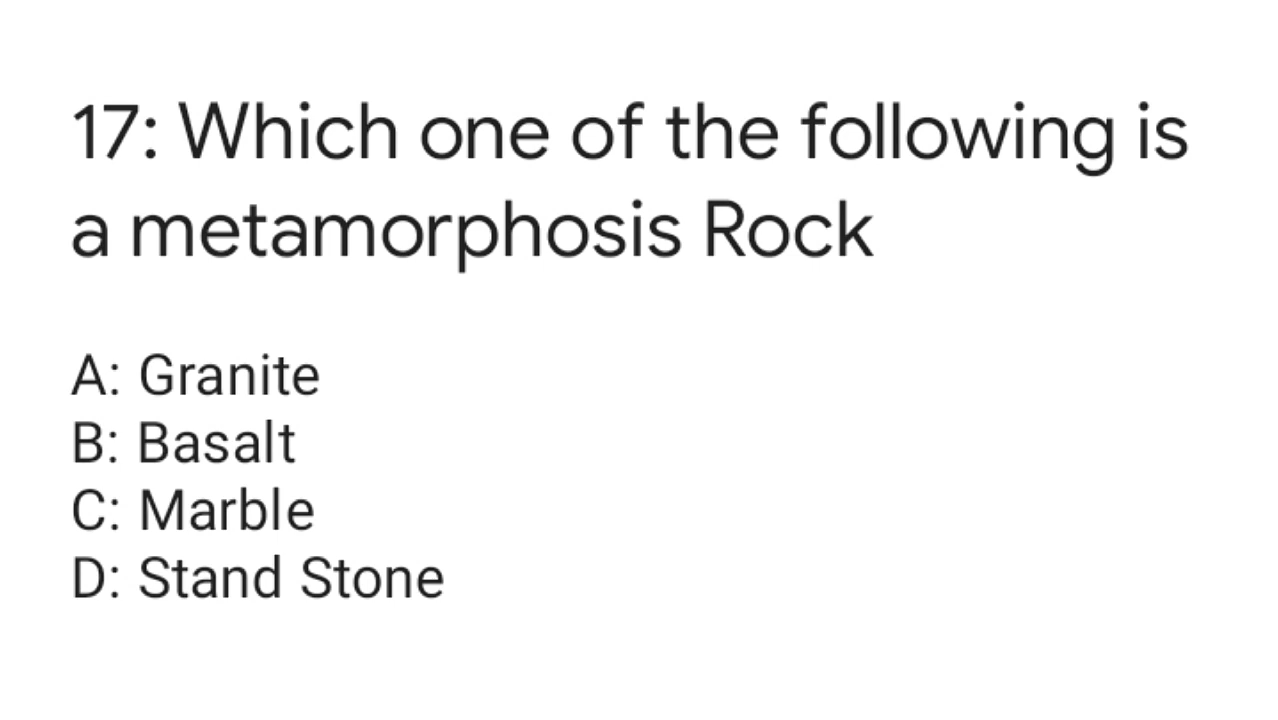 17: Which one of the following is
a metamorphosis Rock
A: Granite
B: Basalt
C: Marble
D: Stand Stone